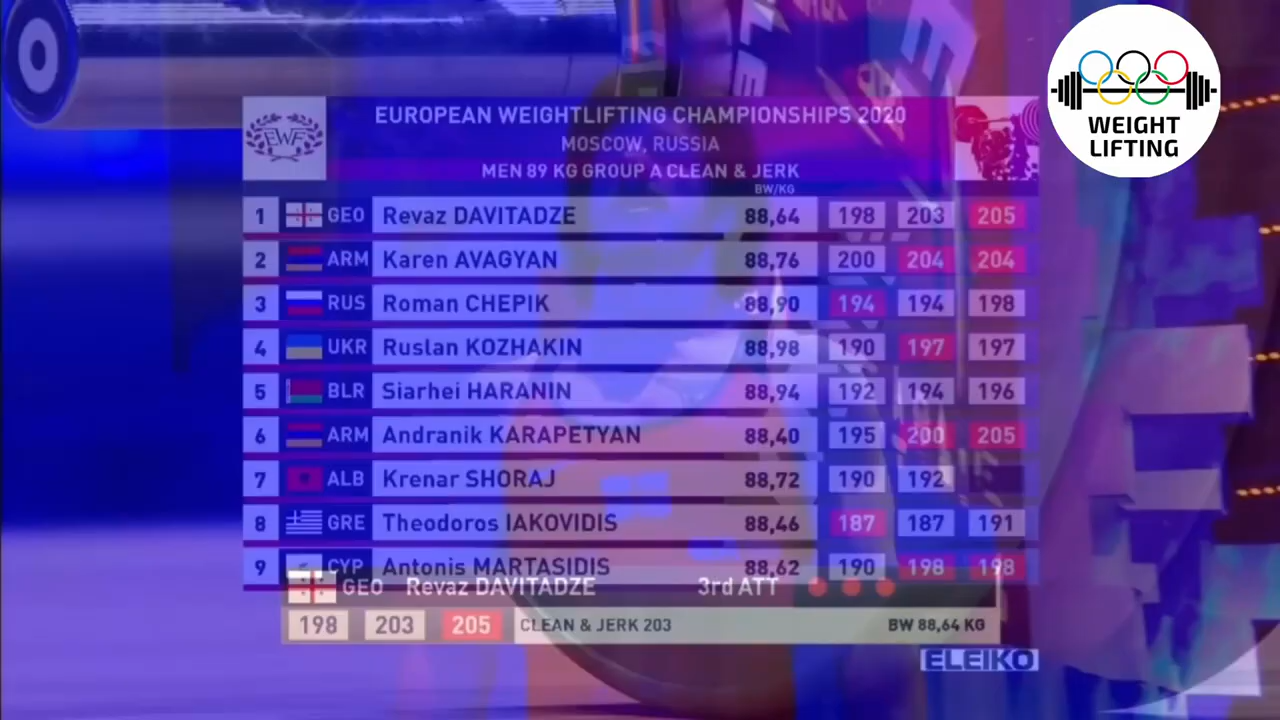 WEIGHT
LIFTING
EWF
EUROPEAN WEIGHTLIFTING CHAMPIONSHIPS 2020
MOSCOW, RUSSIA
MEN 89 KG GROUP A CLEAN & JERK
BW/KG
1 GEO Revaz DAVITADZE 88,64 198 203 205
2 ARM Karen AVAGYAN 88,76 200 204 204
3 RUS Roman CHEPIK 88,90 194 194 198
4 UKR Ruslan KOZHAKIN 88,98 190 197 197
5 BLR Siarhei HARANIN 88,94 192 194 196
6 ARM Andranik KARAPETYAN 88,40 195 200 205
7 ALB Krenar SHORAJ 88,72 190 192
8 GRE Theodoros IAKOVIDIS 88,46 187 187 191
9 CYP Antonis MARTASIDIS 88,62 190 198 198
GEO Revaz DAVITADZE 3rd ATT
198 203 205 CLEAN & JERK 203 BW 88,64 KG
ELEIKO